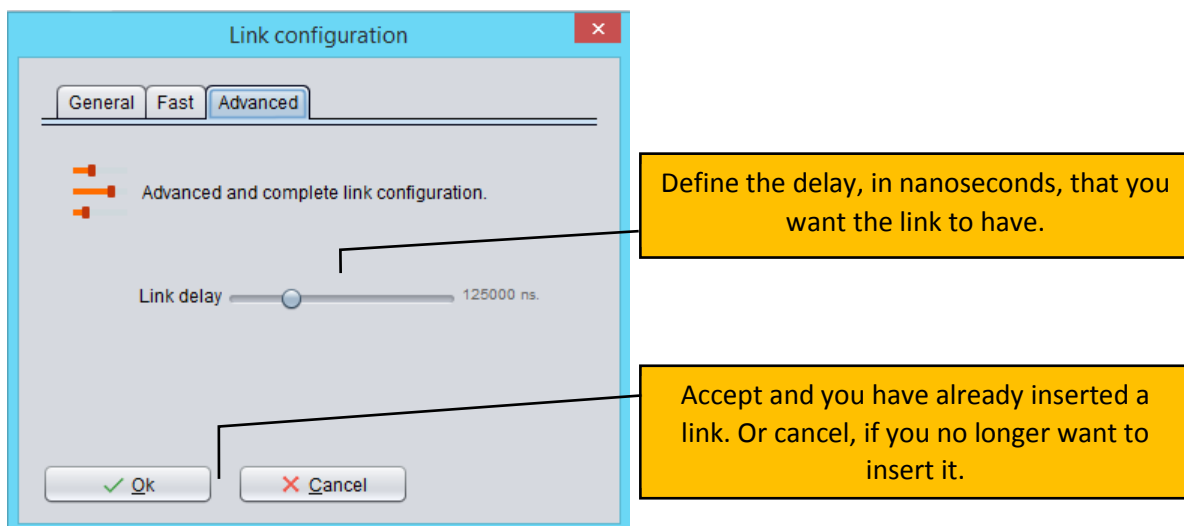 Link configuration
General Fast Advanced
Advanced and complete link configuration.
Define the delay, in nanoseconds, that you
want the link to have.
Link delay 125000 ns.
Accept and you have already inserted a
link. Or cancel, if you no longer want to
insert it.
Ok Cancel